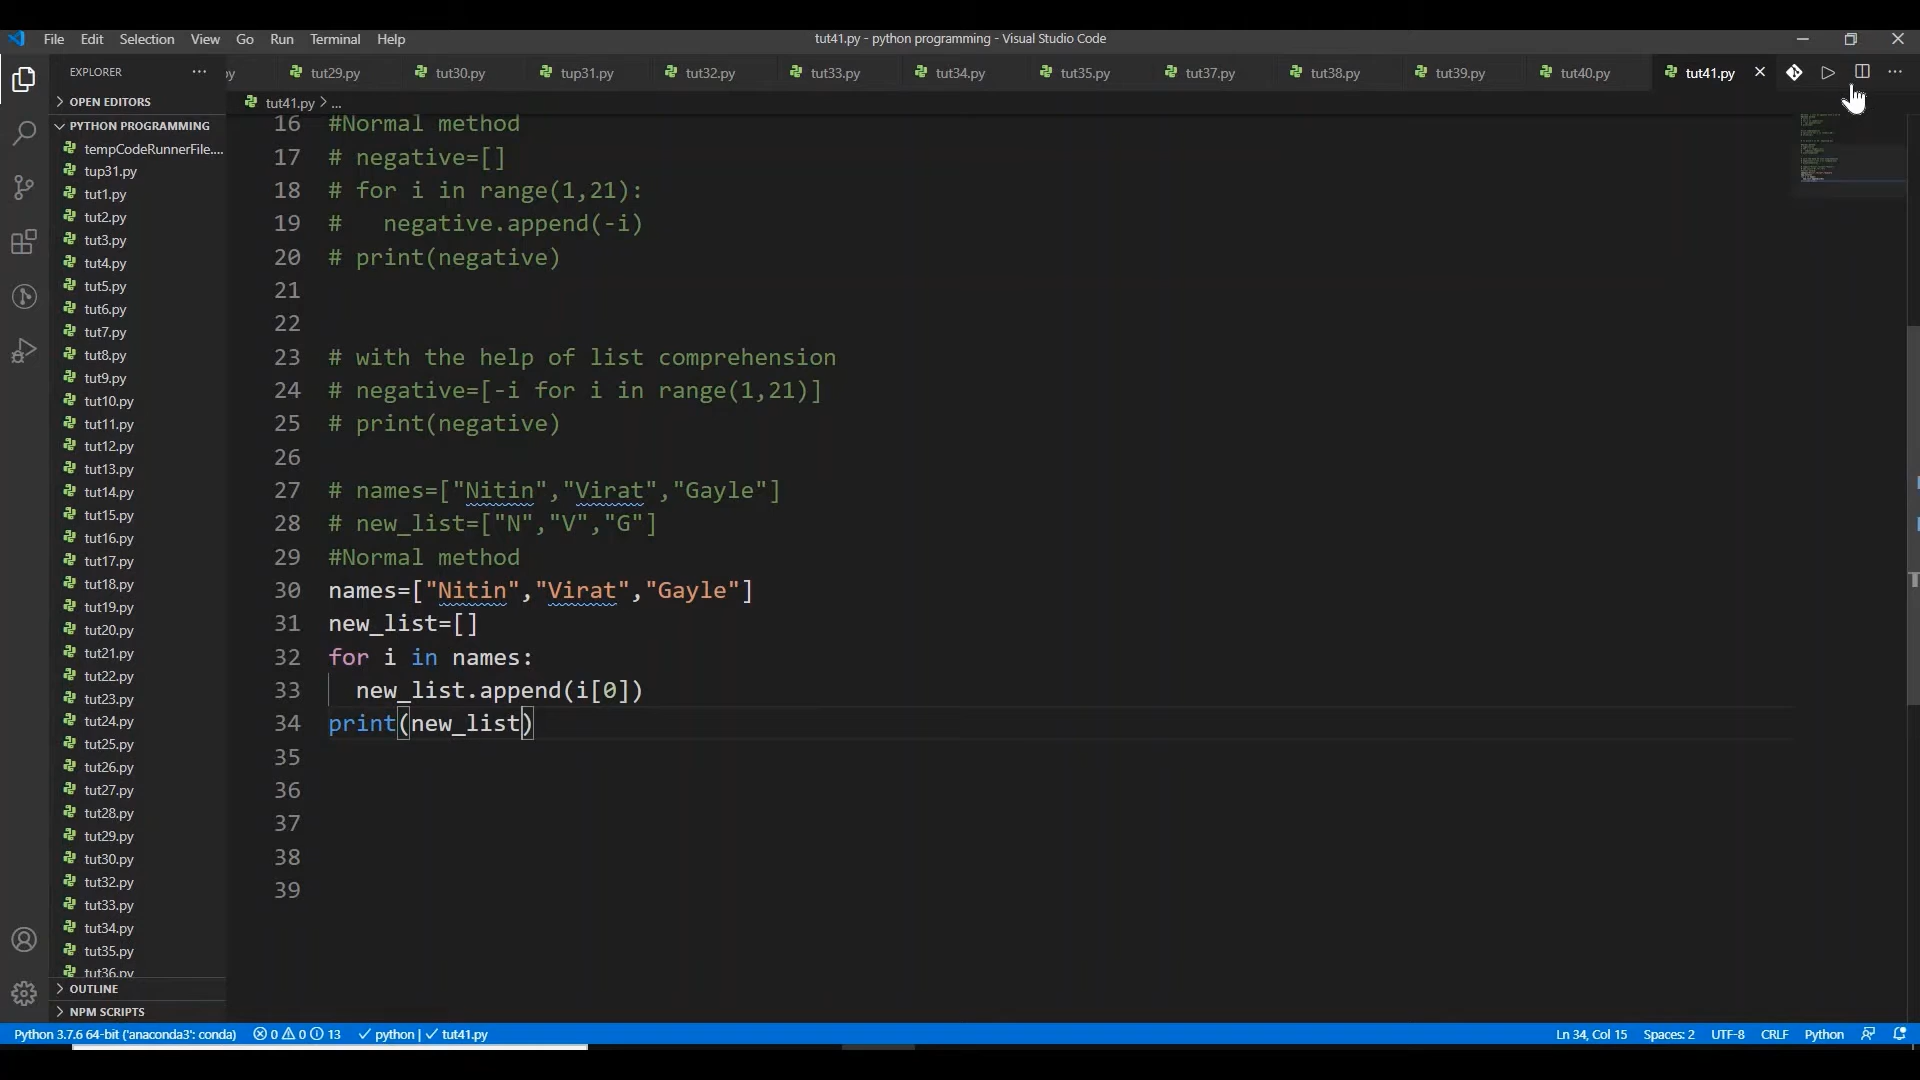 File Edit Selection View Go Run Terminal Help
tut41.py - python programming - Visual Studio Code
EXPLORER
py tut29.py tut30.py tup31.py tut32.py tut33.py tut34.py tut35.py tut37.py tut38.py tut39.py tut40.py tut41.py
OPEN EDITORS
tut41.py > ...
PYTHON PROGRAMMING
tempCodeRunnerFile....
tup31.py
tut1.py
tut2.py
tut3.py
tut4.py
tut5.py
tut6.py
tut7.py
tut8.py
tut9.py
tut10.py
tut11.py
tut12.py
tut13.py
tut14.py
tut15.py
tut16.py
tut17.py
tut18.py
tut19.py
tut20.py
tut21.py
tut22.py
tut23.py
tut24.py
tut25.py
tut26.py
tut27.py
tut28.py
tut29.py
tut30.py
tut32.py
tut33.py
tut34.py
tut35.py
tut36.py
OUTLINE
NPM SCRIPTS
16 #Normal method
17 # negative=[]
18 # for i in range(1,21):
19 #   negative.append(-i)
20 # print(negative)
21
22
23 # with the help of list comprehension
24 # negative=[-i for i in range(1,21)]
25 # print(negative)
26
27 # names=["Nitin","Virat","Gayle"]
28 # new_list=["N","V","G"]
29 #Normal method
30 names=["Nitin","Virat","Gayle"]
31 new_list=[]
32 for i in names:
33   new_list.append(i[0])
34 print(new_list)
35
36
37
38
39
Python 3.7.6 64-bit ('anaconda3': conda) 0 0 13 python | tut41.py Ln 34, Col 15 Spaces: 2 UTF-8 CRLF Python